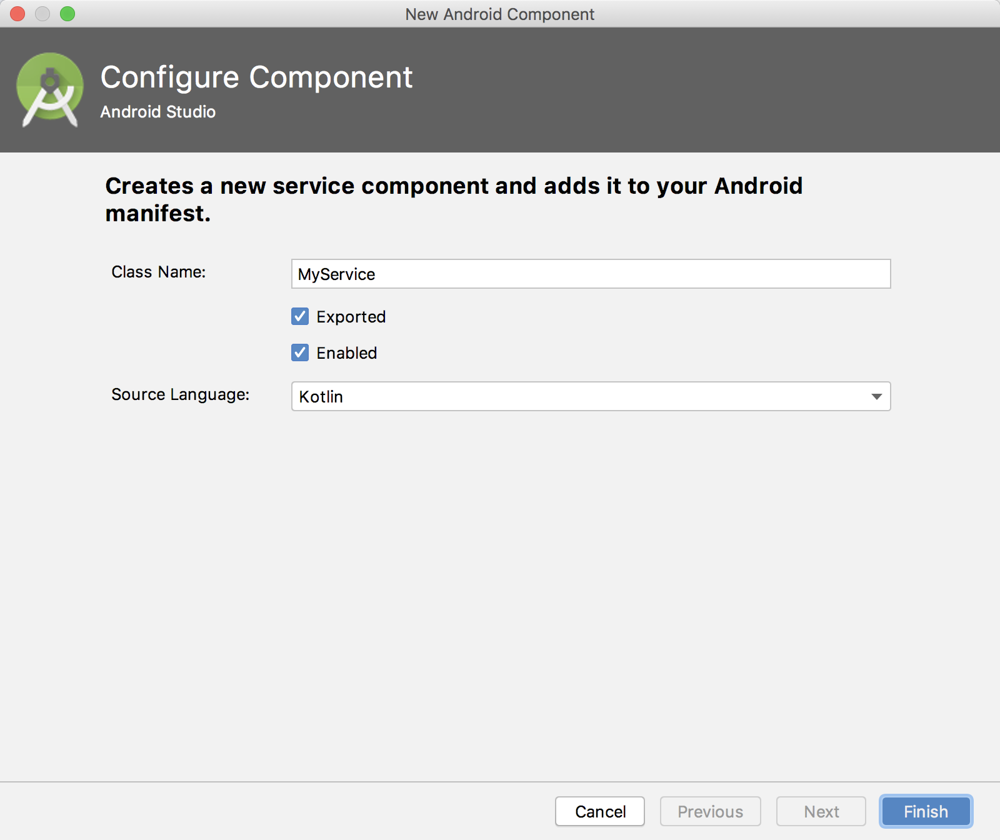 New Android Component
Configure Component
Android Studio
Creates a new service component and adds it to your Android
manifest.
Class Name:
MyService
Exported
Enabled
Source Language:
Kotlin
Cancel
Previous
Next
Finish